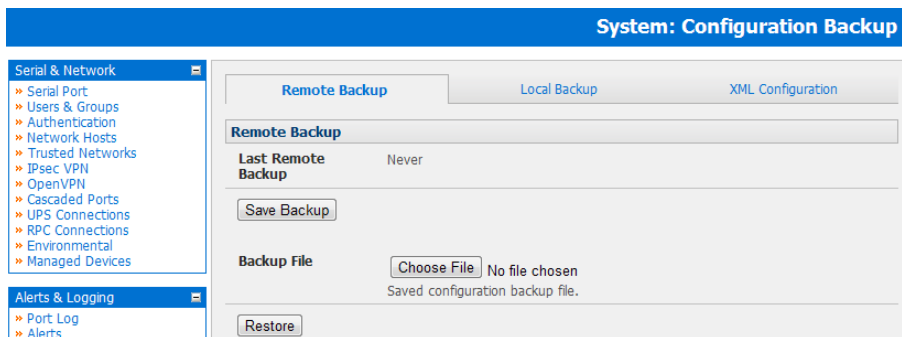 System: Configuration Backup
Serial & Network
» Serial Port
» Users & Groups
» Authentication
» Network Hosts
» Trusted Networks
» IPsec VPN
» OpenVPN
» Cascaded Ports
» UPS Connections
» RPC Connections
» Environmental
» Managed Devices
Alerts & Logging
» Port Log
» Alerts
Remote Backup
Local Backup
XML Configuration
Remote Backup
Last Remote
Backup
Never
Save Backup
Backup File
Choose File No file chosen
Saved configuration backup file.
Restore